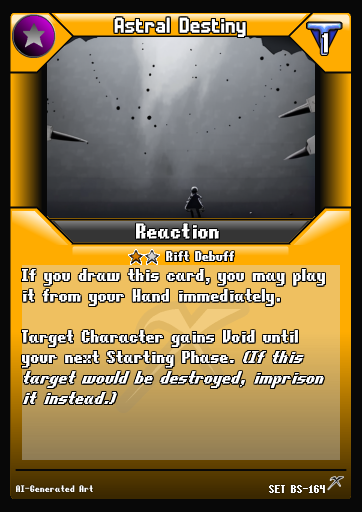 Astral Destiny
1
Reaction
Rift Debuff
If you draw this card, you may play
it from your Hand immediately.
Target Character gains Void until
your next Starting Phase. (If this
target would be destroyed, imprison
it instead.)
AI-Generated Art
SET BS-164